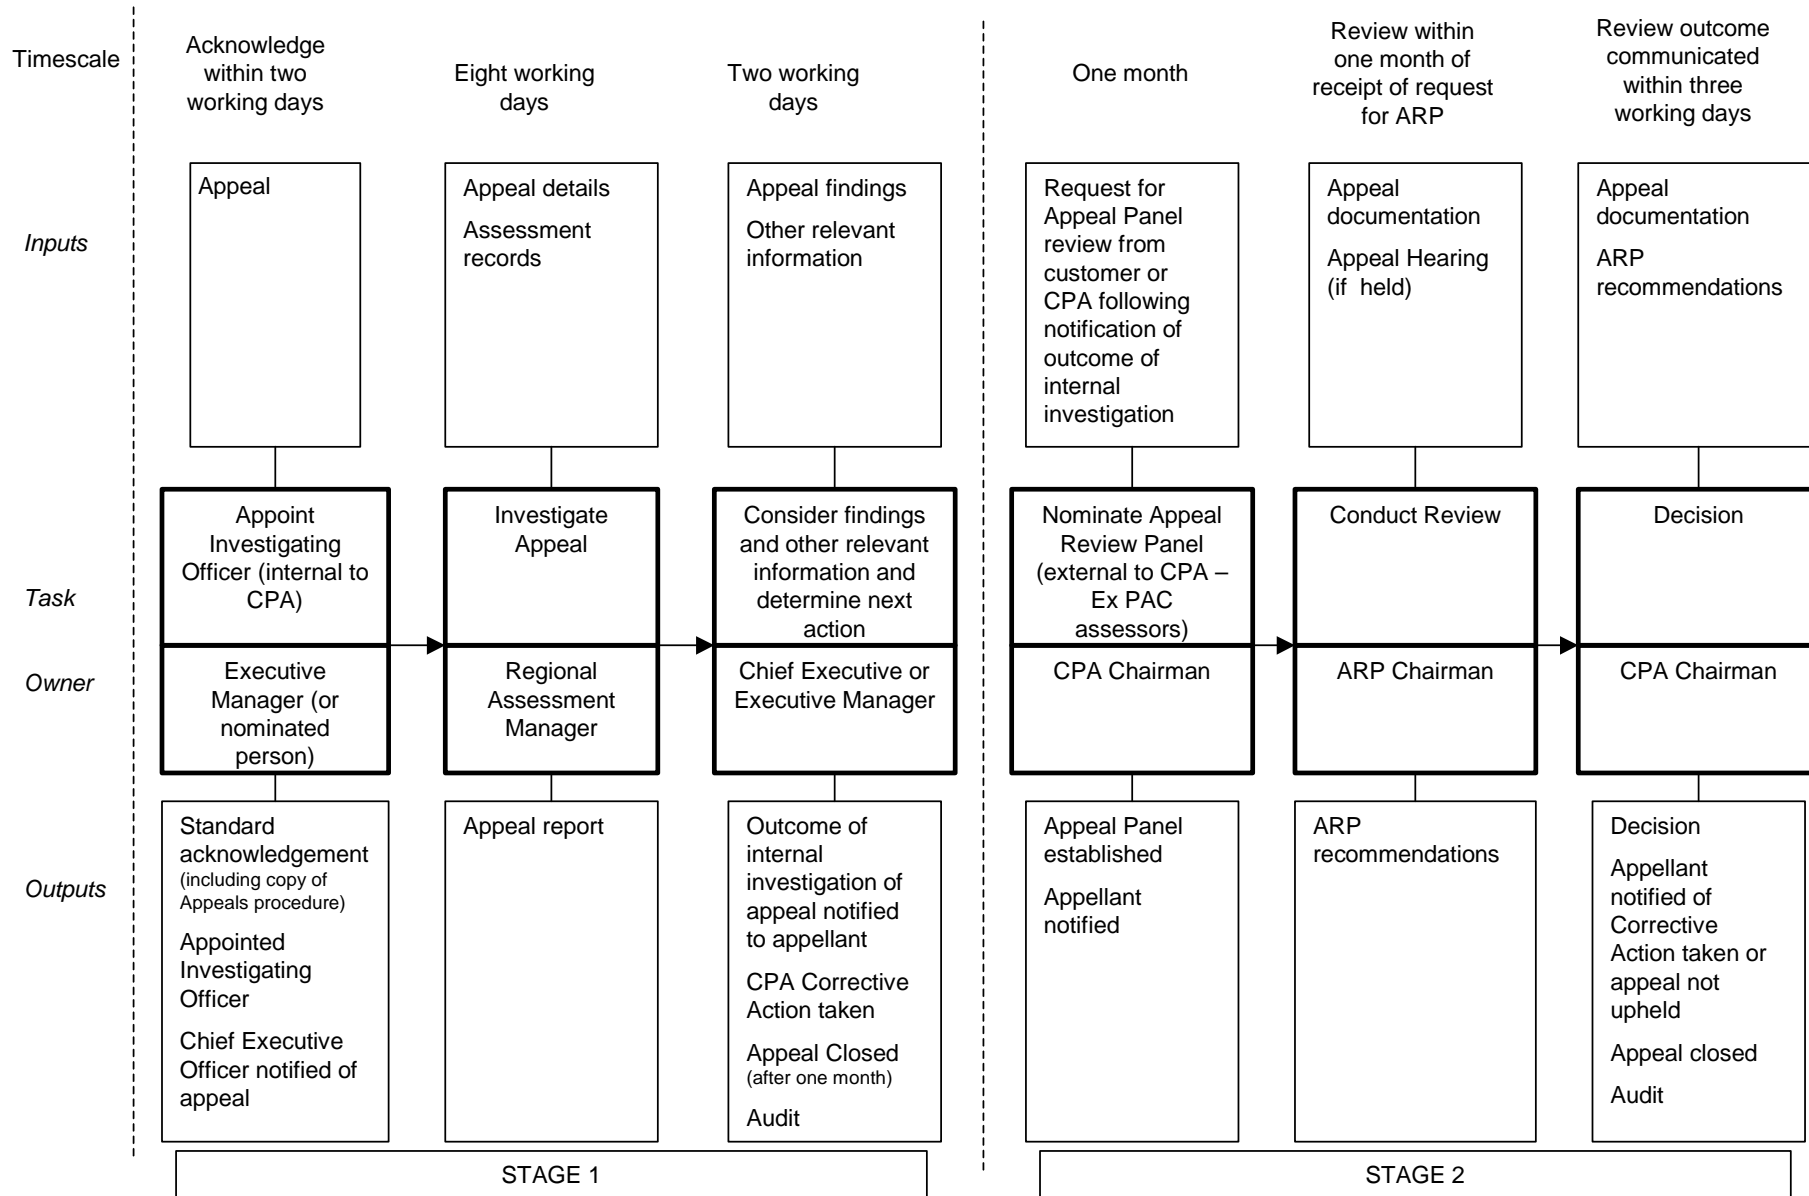 Timescale
Acknowledge
within two
working days
Eight working
days
Two working
days
One month
Review within
one month of
receipt of request
for ARP
Review outcome
communicated
within three
working days
Inputs
Appeal
Appeal details
Assessment
records
Appeal findings
Other relevant
information
Request for
Appeal Panel
review from
customer or
CPA following
notification of
outcome of
internal
investigation
Appeal
documentation
Appeal Hearing
(if  held)
Appeal
documentation
ARP
recommendations
Task
Appoint
Investigating
Officer (internal to
CPA)
Investigate
Appeal
Consider findings
and other relevant
information and
determine next
action
Nominate Appeal
Review Panel
(external to CPA –
Ex PAC
assessors)
Conduct Review
Decision
Owner
Executive
Manager (or
nominated
person)
Regional
Assessment
Manager
Chief Executive or
Executive Manager
CPA Chairman
ARP Chairman
CPA Chairman
Outputs
Standard
acknowledgement
(including copy of
Appeals procedure)
Appointed
Investigating
Officer
Chief Executive
Officer notified of
appeal
Appeal report
Outcome of
internal
investigation of
appeal notified
to appellant
CPA Corrective
Action taken
Appeal Closed
(after one month)
Audit
Appeal Panel
established
Appellant
notified
ARP
recommendations
Decision
Appellant
notified of
Corrective
Action taken or
appeal not
upheld
Appeal closed
Audit
STAGE 1
STAGE 2